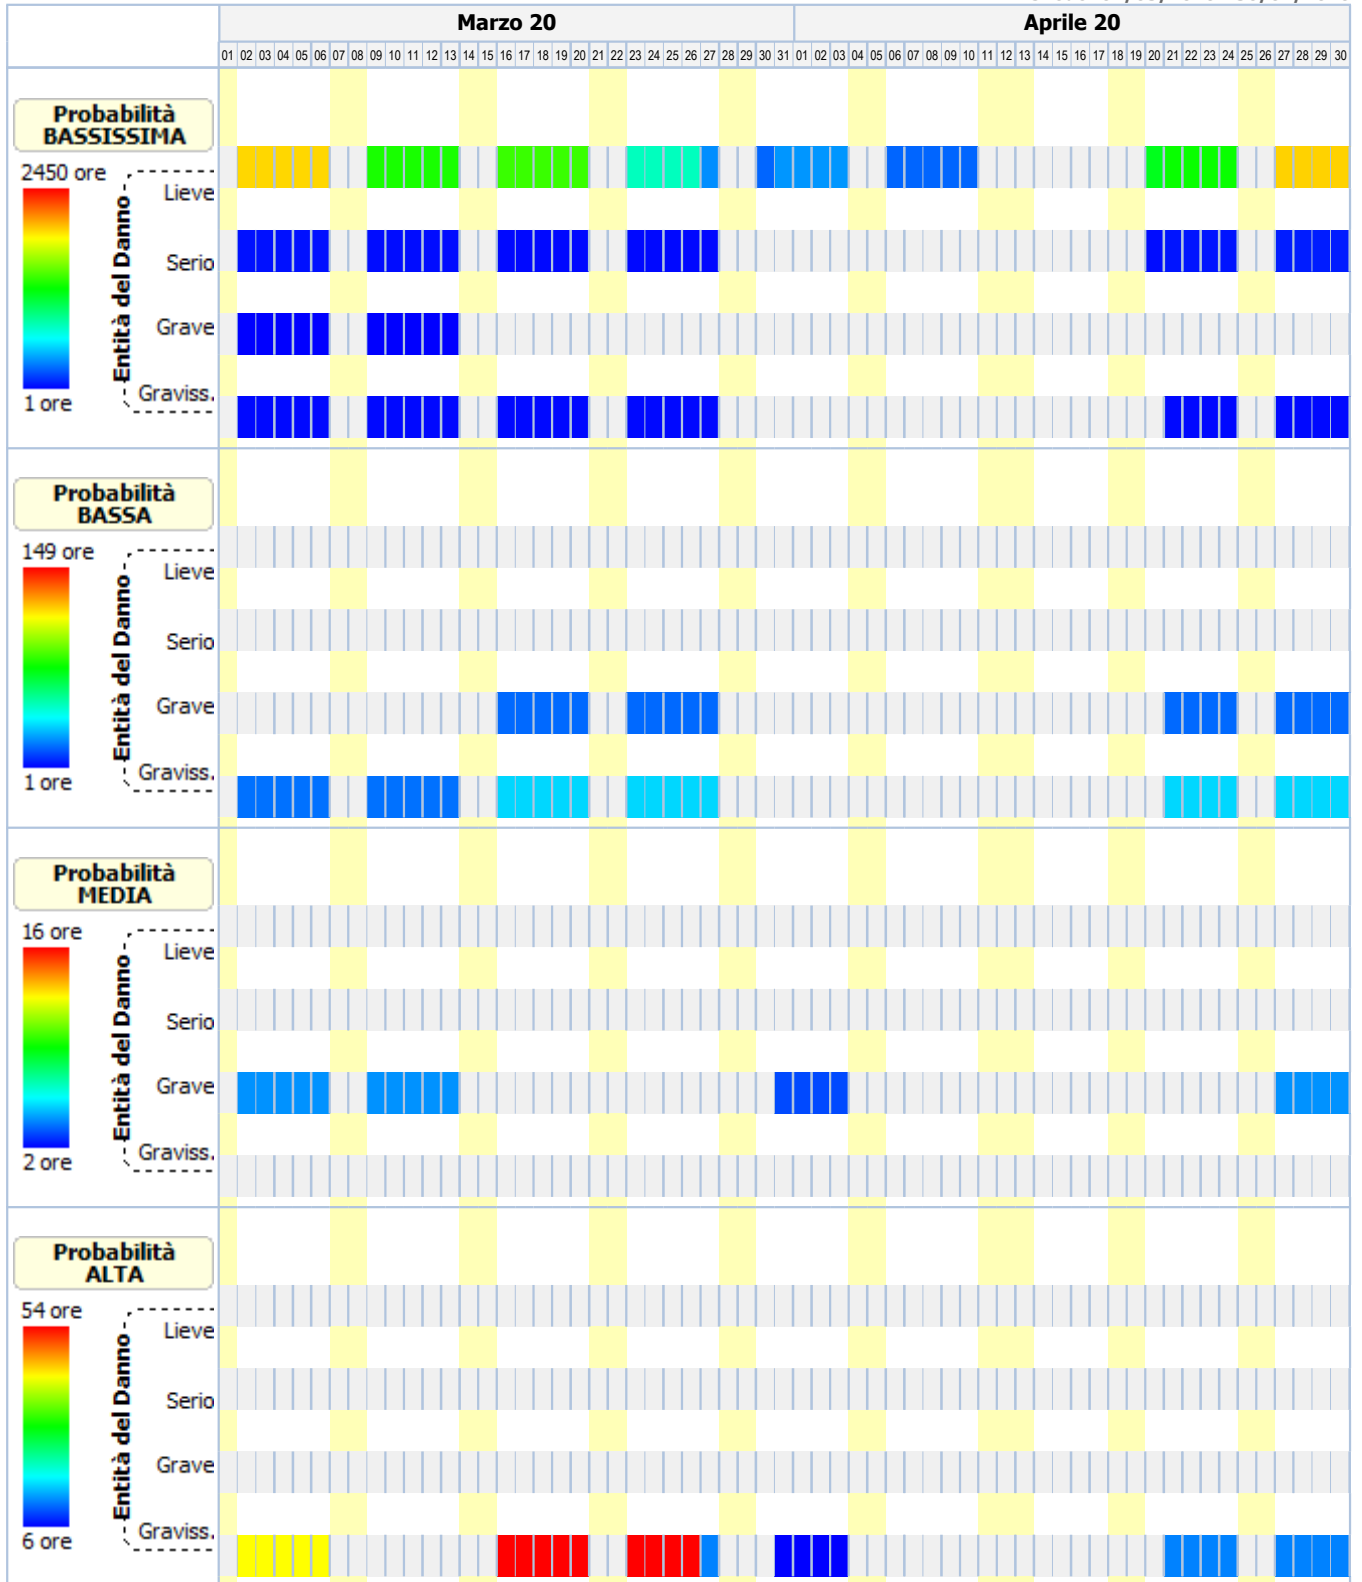 Marzo 20 Aprile 20
01 02 03 04 05 06 07 08 09 10 11 12 13 14 15 16 17 18 19 20 21 22 23 24 25 26 27 28 29 30 31 01 02 03 04 05 06 07 08 09 10 11 12 13 14 15 16 17 18 19 20 21 22 23 24 25 26 27 28 29 30
Probabilità
BASSISSIMA
2450 ore
Entità del Danno
Lieve
Serio
Grave
Graviss.
1 ore
Probabilità
BASSA
149 ore
Entità del Danno
Lieve
Serio
Grave
Graviss.
1 ore
Probabilità
MEDIA
16 ore
Entità del Danno
Lieve
Serio
Grave
Graviss.
2 ore
Probabilità
ALTA
54 ore
Entità del Danno
Lieve
Serio
Grave
Graviss.
6 ore